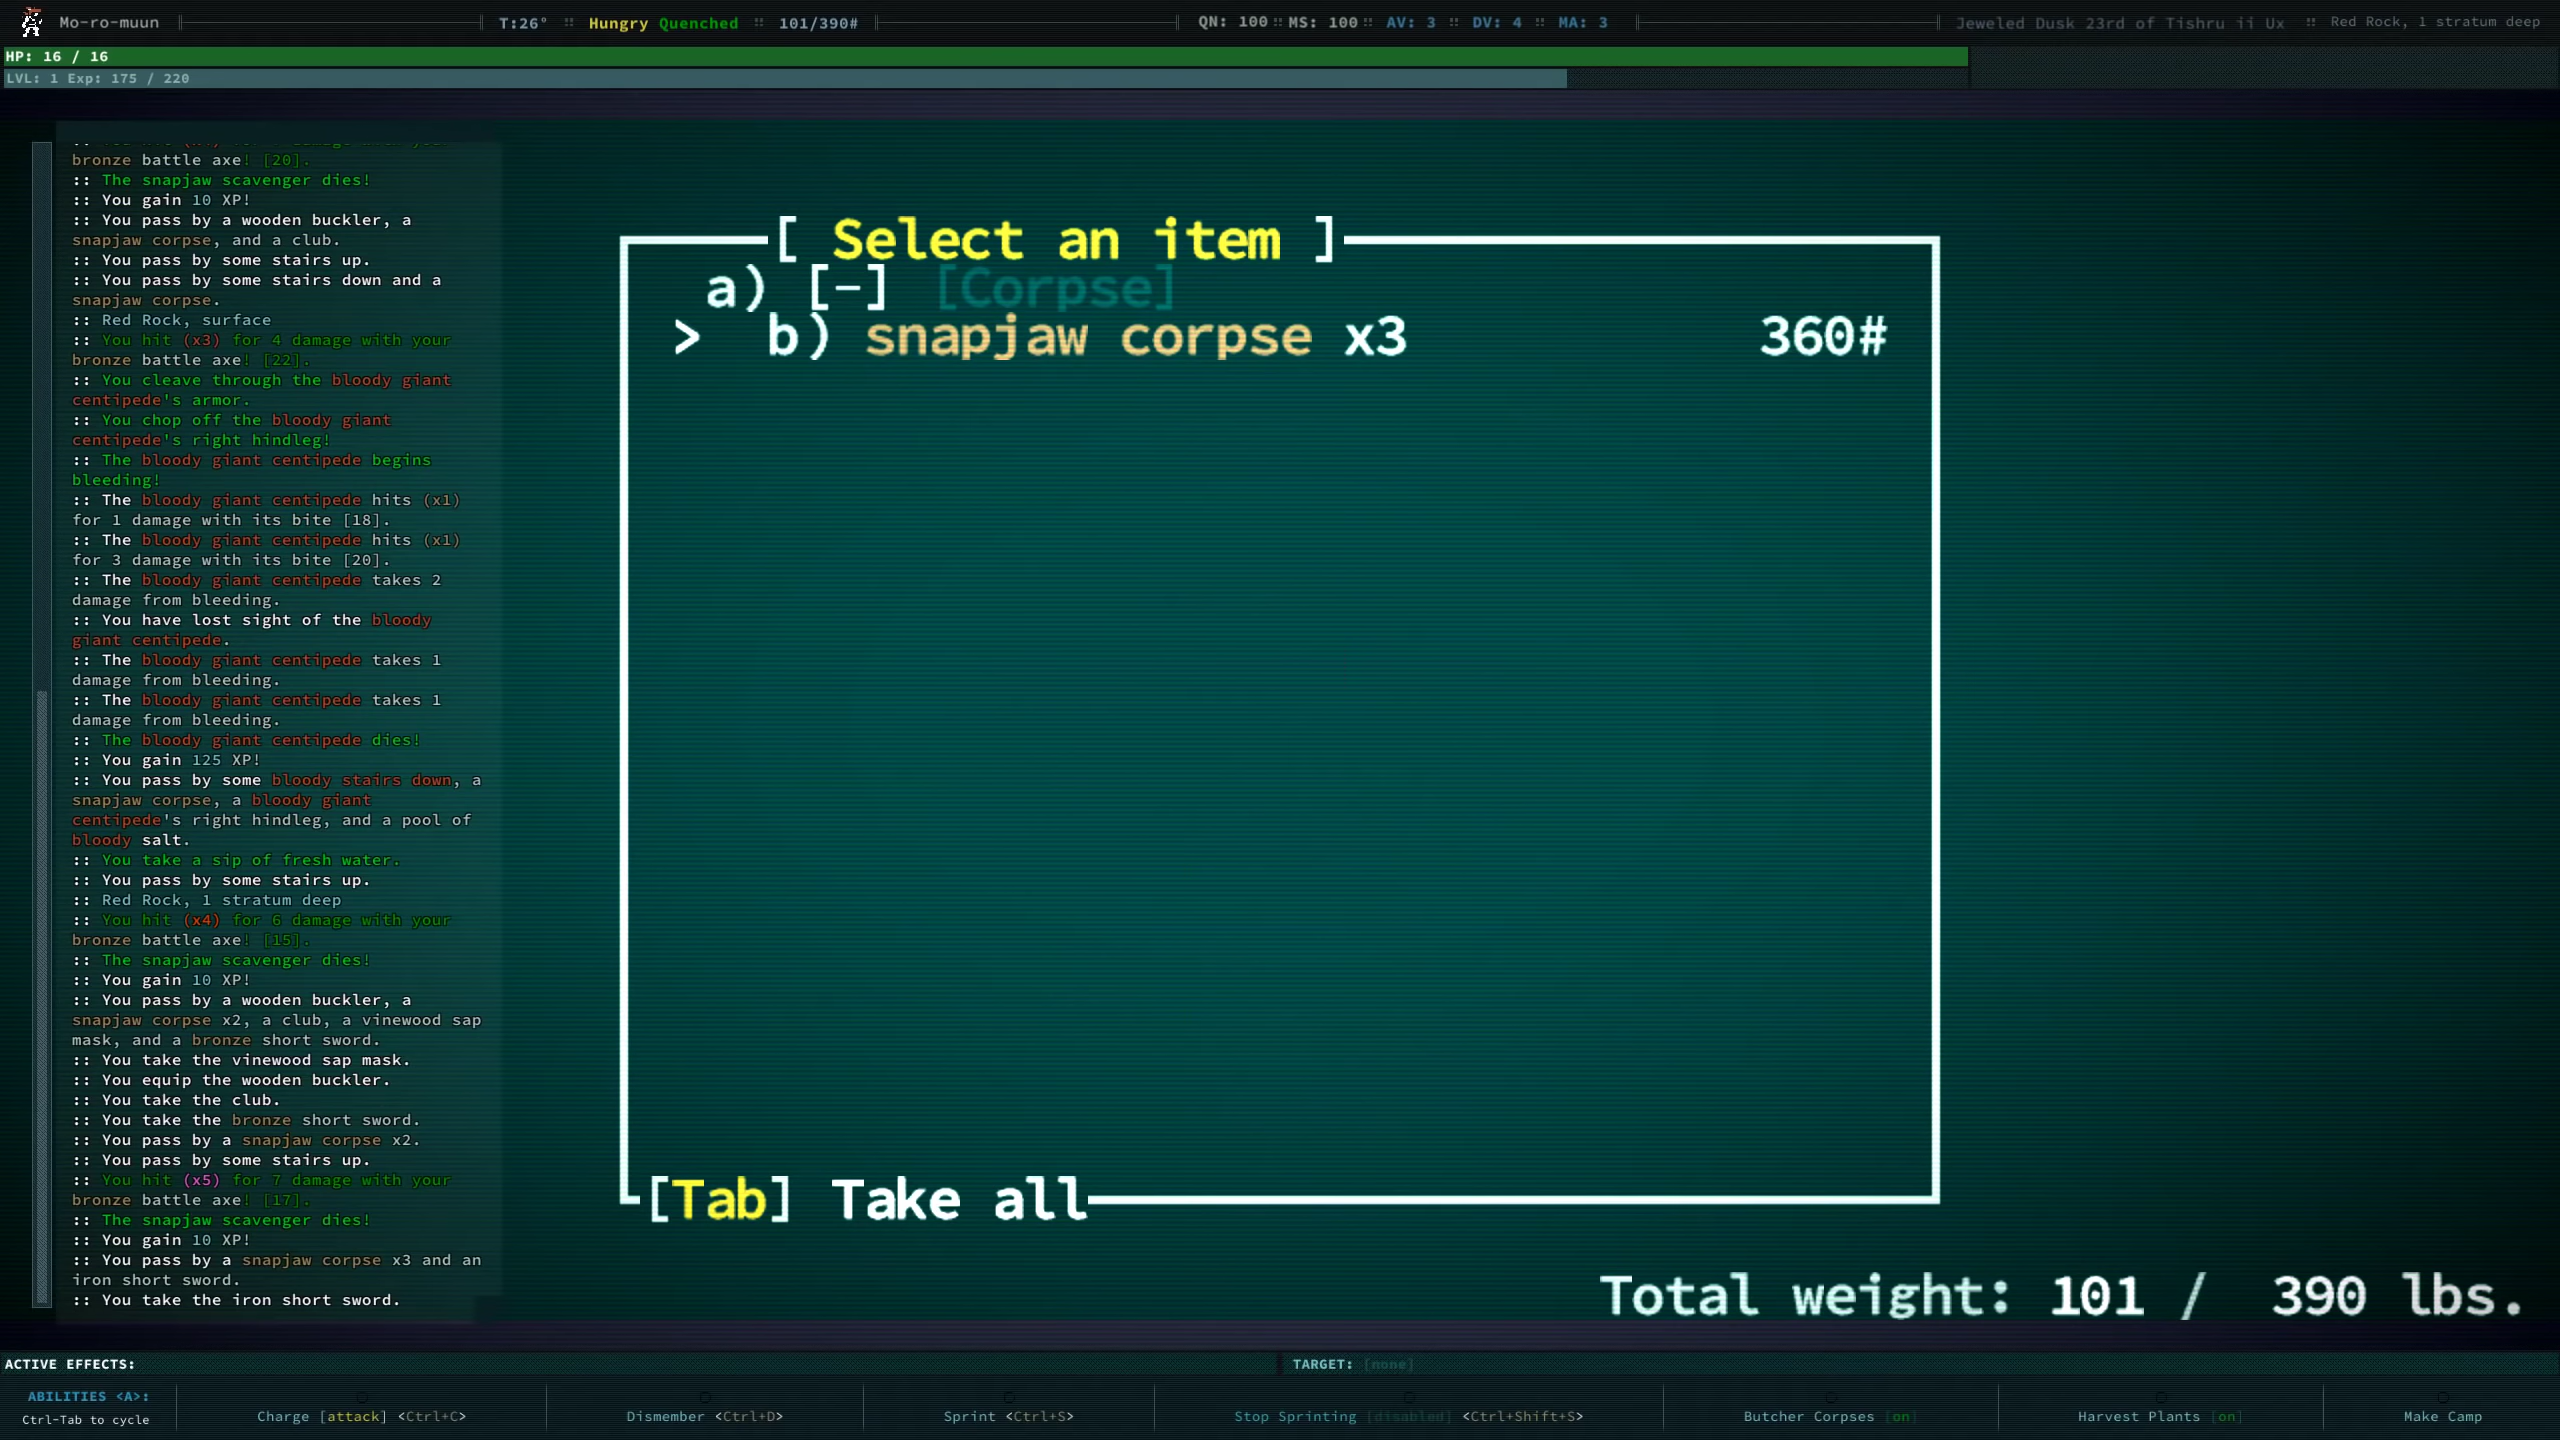 Mo-ro-muun T:26° :: Hungry Quenched :: 101/390# QN: 100 :: MS: 100 :: AV: 3 :: DV: 4 :: MA: 3 Jeweled Dusk 23rd of Tishru ii Ux :: Red Rock, 1 stratum deep
HP: 16 / 16
LVL: 1 Exp: 175 / 220
bronze battle axe! [20].
:: The snapjaw scavenger dies!
:: You gain 10 XP!
:: You pass by a wooden buckler, a
snapjaw corpse, and a club.
:: You pass by some stairs up.
:: You pass by some stairs down and a
snapjaw corpse.
:: Red Rock, surface
:: You hit (x3) for 4 damage with your
bronze battle axe! [22].
:: You cleave through the bloody giant
centipede's armor.
:: You chop off the bloody giant
centipede's right hindleg!
:: The bloody giant centipede begins
bleeding!
:: The bloody giant centipede hits (x1)
for 1 damage with its bite [18].
:: The bloody giant centipede hits (x1)
for 3 damage with its bite [20].
:: The bloody giant centipede takes 2
damage from bleeding.
:: You have lost sight of the bloody
giant centipede.
:: The bloody giant centipede takes 1
damage from bleeding.
:: The bloody giant centipede takes 1
damage from bleeding.
:: The bloody giant centipede dies!
:: You gain 125 XP!
:: You pass by some bloody stairs down, a
snapjaw corpse, a bloody giant
centipede's right hindleg, and a pool of
bloody salt.
:: You take a sip of fresh water.
:: You pass by some stairs up.
:: Red Rock, 1 stratum deep
:: You hit (x4) for 6 damage with your
bronze battle axe! [15].
:: The snapjaw scavenger dies!
:: You gain 10 XP!
:: You pass by a wooden buckler, a
snapjaw corpse x2, a club, a vinewood sap
mask, and a bronze short sword.
:: You take the vinewood sap mask.
:: You equip the wooden buckler.
:: You take the club.
:: You take the bronze short sword.
:: You pass by a snapjaw corpse x2.
:: You pass by some stairs up.
:: You hit (x5) for 7 damage with your
bronze battle axe! [17].
:: The snapjaw scavenger dies!
:: You gain 10 XP!
:: You pass by a snapjaw corpse x3 and an
iron short sword.
:: You take the iron short sword.
[ Select an item ]
a) [-] [Corpse]
> b) snapjaw corpse x3 360#
[Tab] Take all
Total weight: 101 / 390 lbs.
ACTIVE EFFECTS: TARGET: [none]
ABILITIES <A>:
Ctrl-Tab to cycle
Charge [attack] <Ctrl+C> Dismember <Ctrl+D> Sprint <Ctrl+S> Stop Sprinting [disabled] <Ctrl+Shift+S> Butcher Corpses [on] Harvest Plants [on] Make Camp